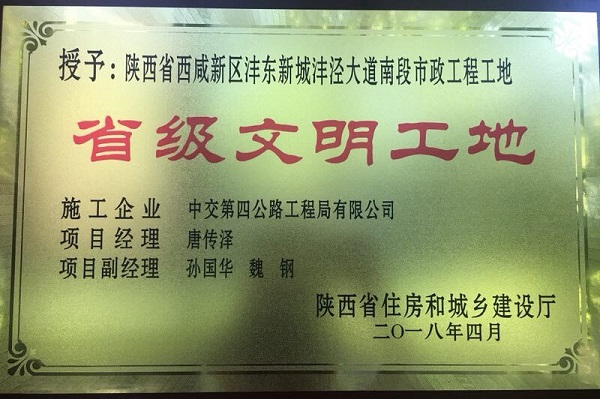 授予：陕西省西咸新区沣东新城沣泾大道南段市政工程工地
省级文明工地
施工企业 中交第四公路工程局有限公司
项目经理 唐传泽
项目副经理 孙国华 魏 钢
陕西省住房和城乡建设厅
二〇一八年四月